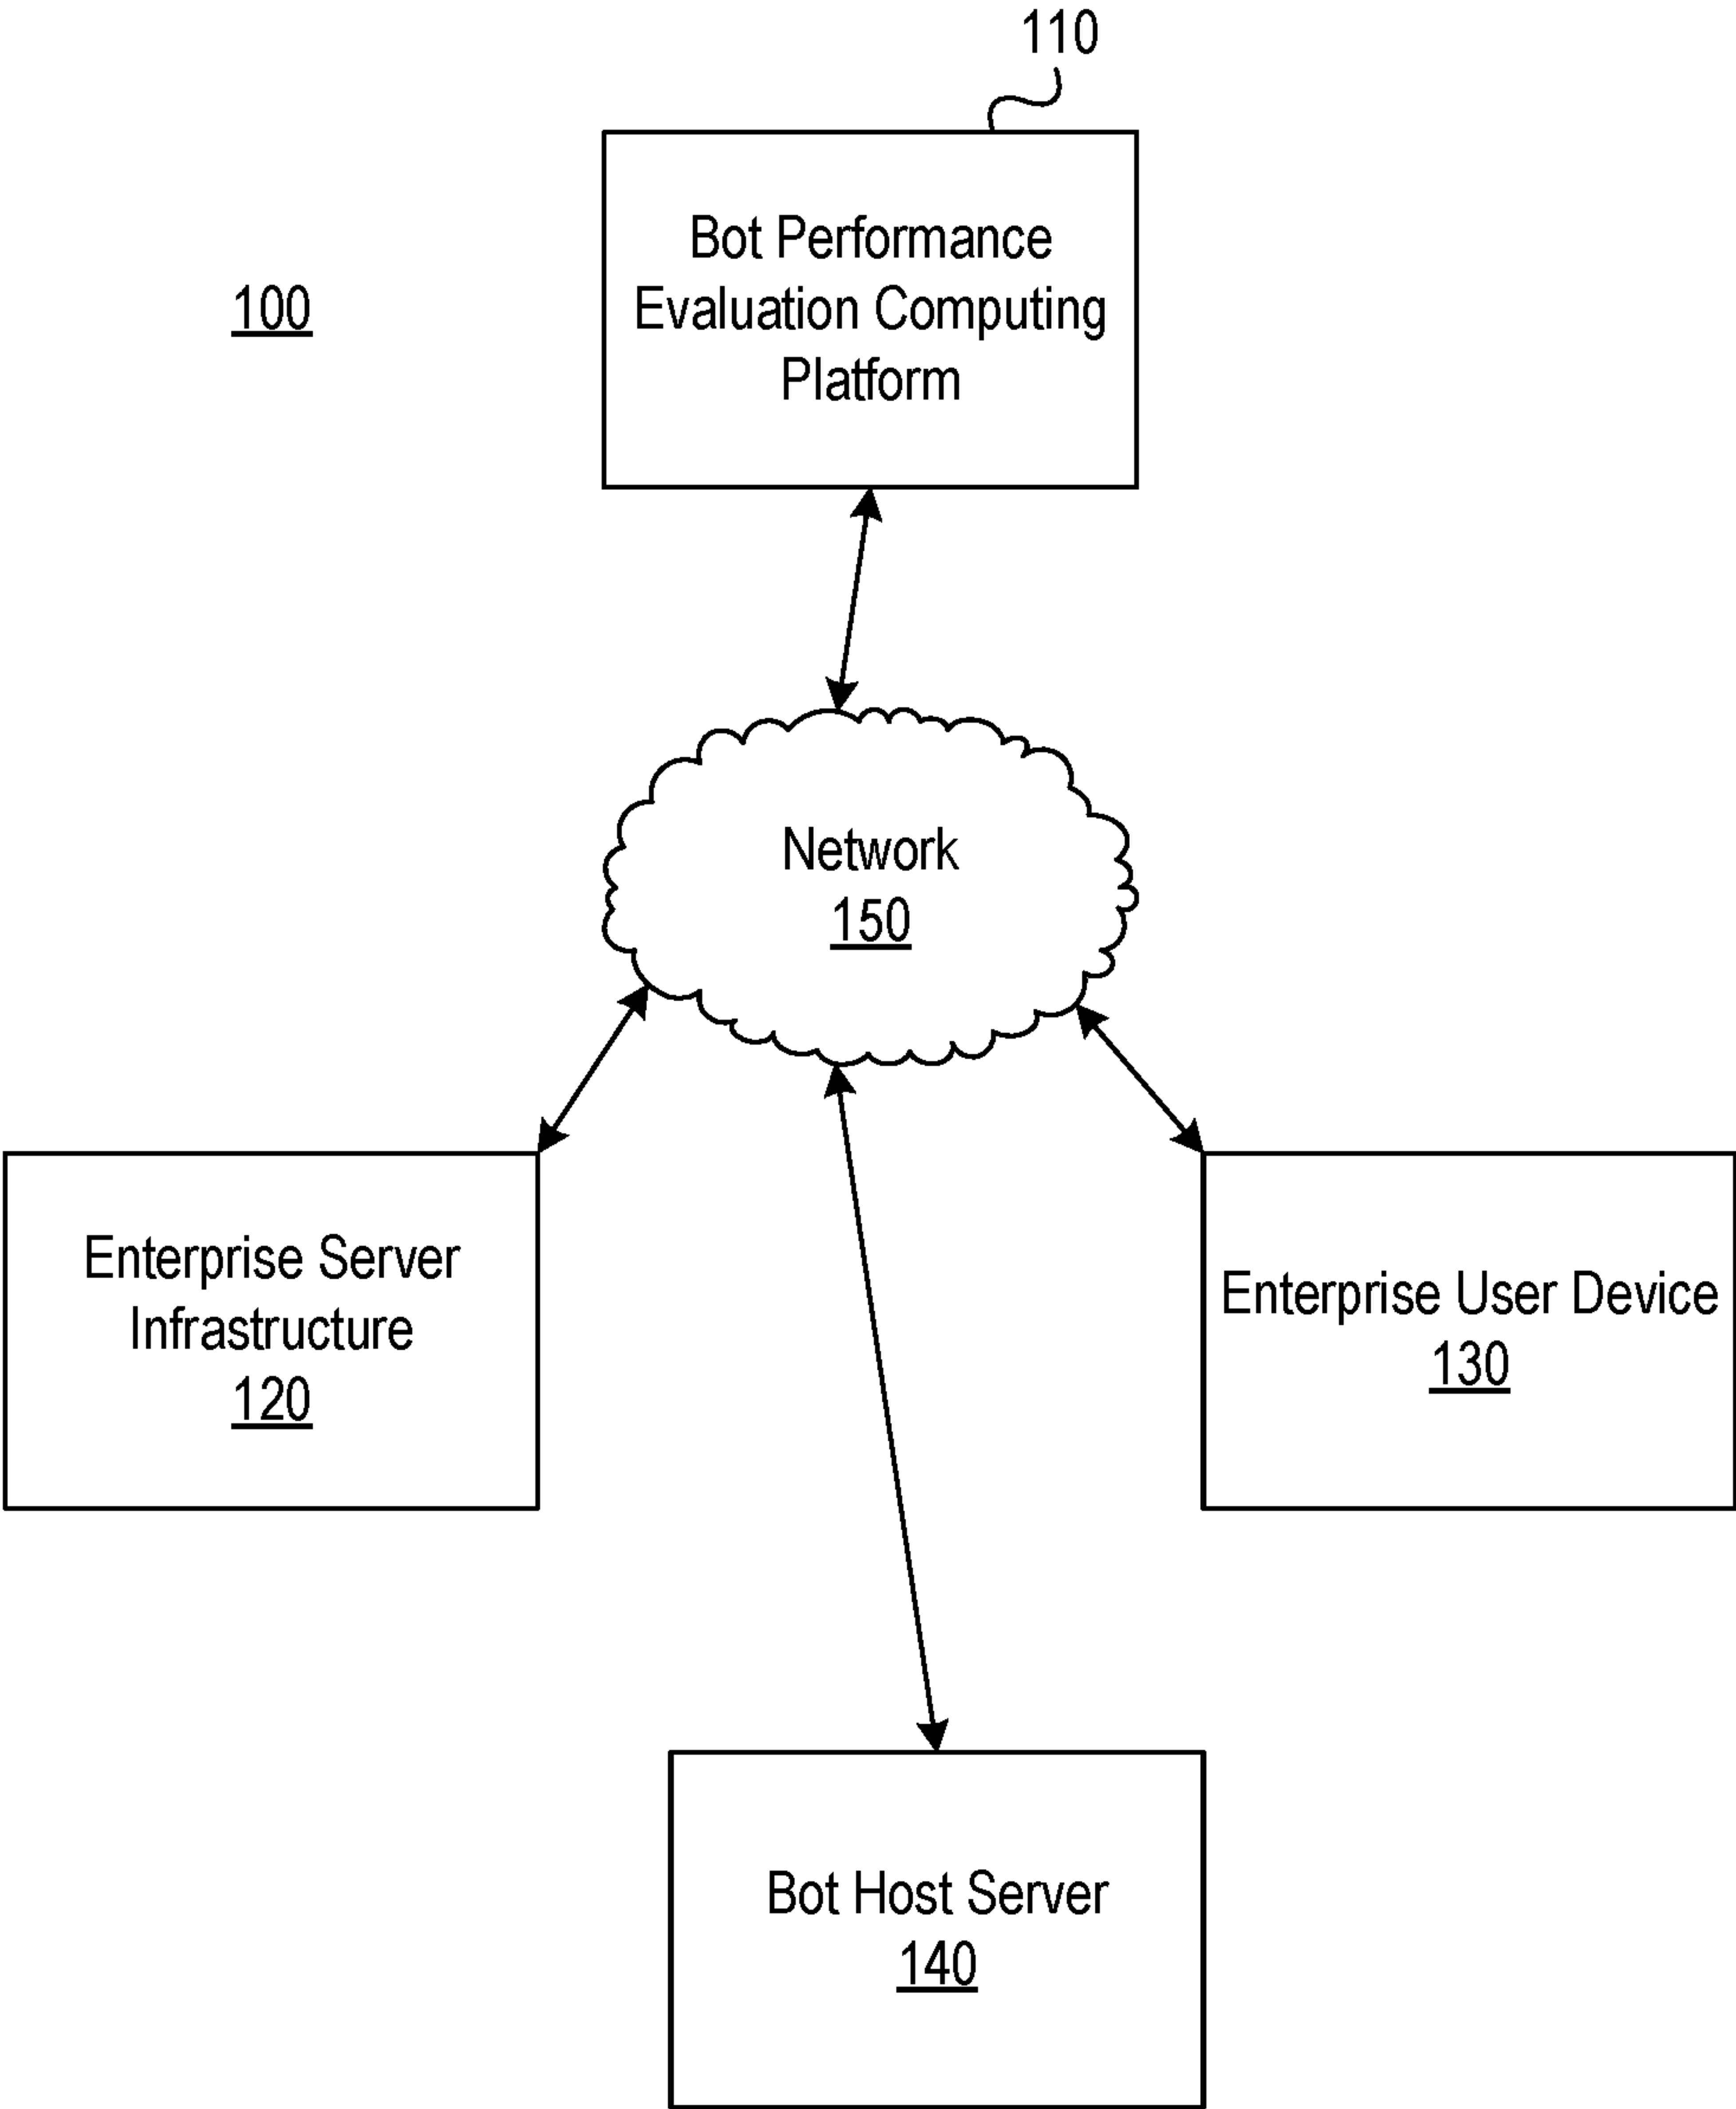 110
100
Bot Performance
Evaluation Computing
Platform
Network
150
Enterprise Server
Infrastructure
120
Enterprise User Device
130
Bot Host Server
140